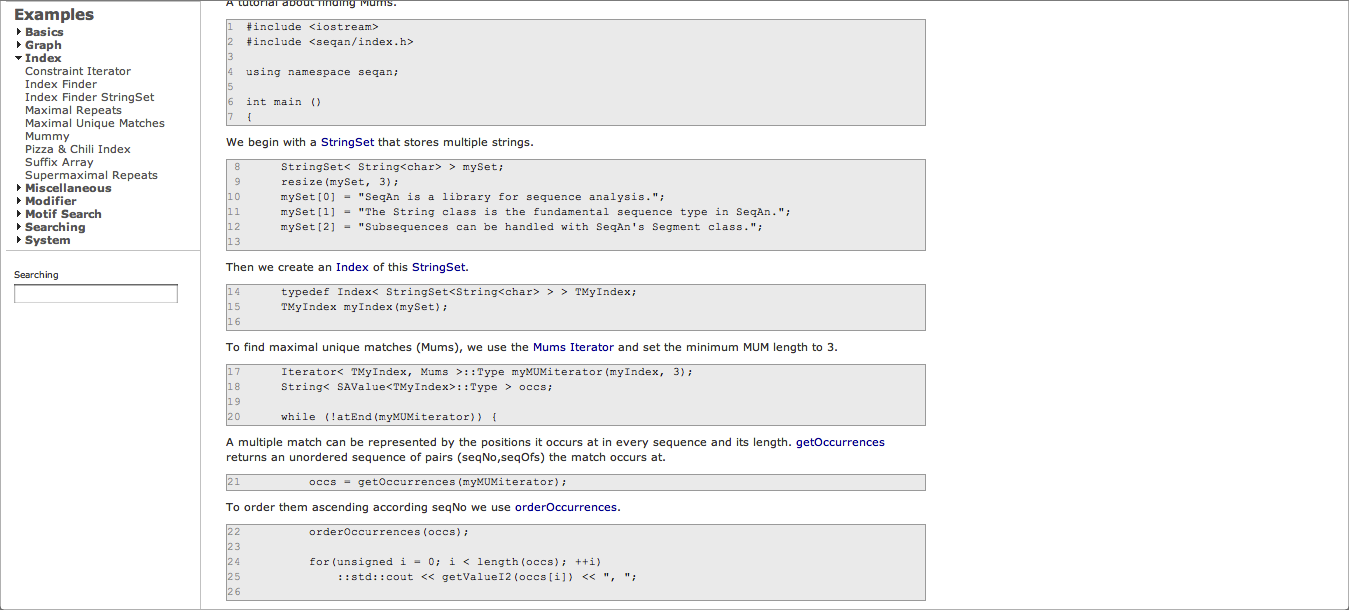 Examples
Basics
Graph
Index
Constraint Iterator
Index Finder
Index Finder StringSet
Maximal Repeats
Maximal Unique Matches
Mummy
Pizza & Chili Index
Suffix Array
Supermaximal Repeats
Miscellaneous
Modifier
Motif Search
Searching
System
Searching
A tutorial about finding Mums.
1 #include <iostream>
2 #include <seqan/index.h>
3
4 using namespace seqan;
5
6 int main ()
7 {
We begin with a StringSet that stores multiple strings.
8 StringSet< String<char> > mySet;
9 resize(mySet, 3);
10 mySet[0] = "SeqAn is a library for sequence analysis.";
11 mySet[1] = "The String class is the fundamental sequence type in SeqAn.";
12 mySet[2] = "Subsequences can be handled with SeqAn's Segment class.";
13
Then we create an Index of this StringSet.
14 typedef Index< StringSet<String<char> > > TMyIndex;
15 TMyIndex myIndex(mySet);
16
To find maximal unique matches (Mums), we use the Mums Iterator and set the minimum MUM length to 3.
17 Iterator< TMyIndex, Mums >::Type myMUMiterator(myIndex, 3);
18 String< SAValue<TMyIndex>::Type > occs;
19
20 while (!atEnd(myMUMiterator)) {
A multiple match can be represented by the positions it occurs at in every sequence and its length. getOccurrences
returns an unordered sequence of pairs (seqNo,seqOfs) the match occurs at.
21 occs = getOccurrences(myMUMiterator);
To order them ascending according seqNo we use orderOccurrences.
22 orderOccurrences(occs);
23
24 for(unsigned i = 0; i < length(occs); ++i)
25 ::std::cout << getValueI2(occs[i]) << ", ";
26